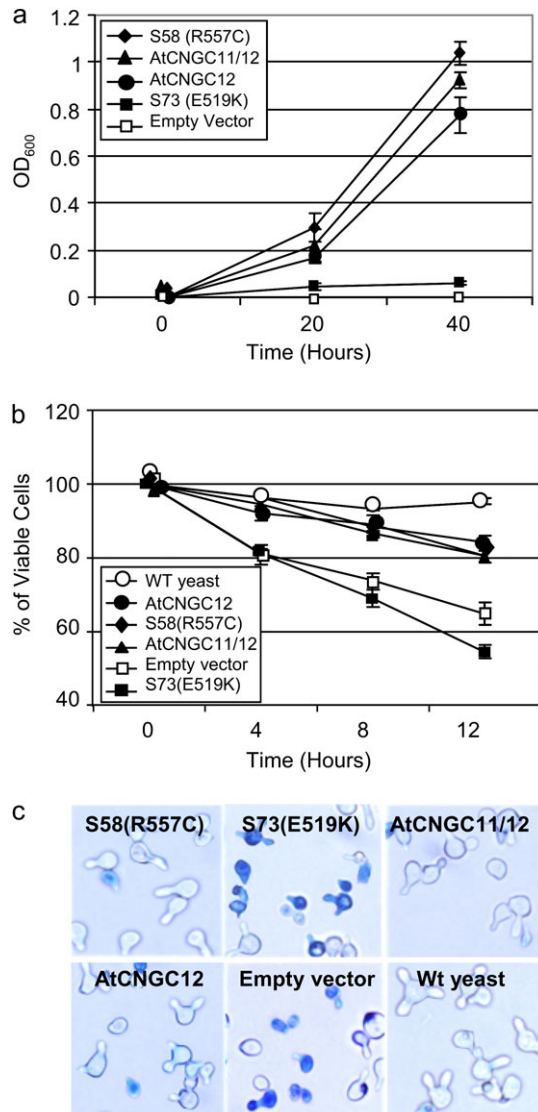 a
S58 (R557C)
AtCNGC11/12
AtCNGC12
S73 (E519K)
Empty Vector
OD600
1.2
1
0.8
0.6
0.4
0.2
0
0 20 40
Time (Hours)
b
% of Viable Cells
120
100
80
60
40
WT yeast
AtCNGC12
S58(R557C)
AtCNGC11/12
Empty vector
S73(E519K)
0 4 8 12
Time (Hours)
c
S58(R557C) S73(E519K) AtCNGC11/12
AtCNGC12 Empty vector Wt yeast